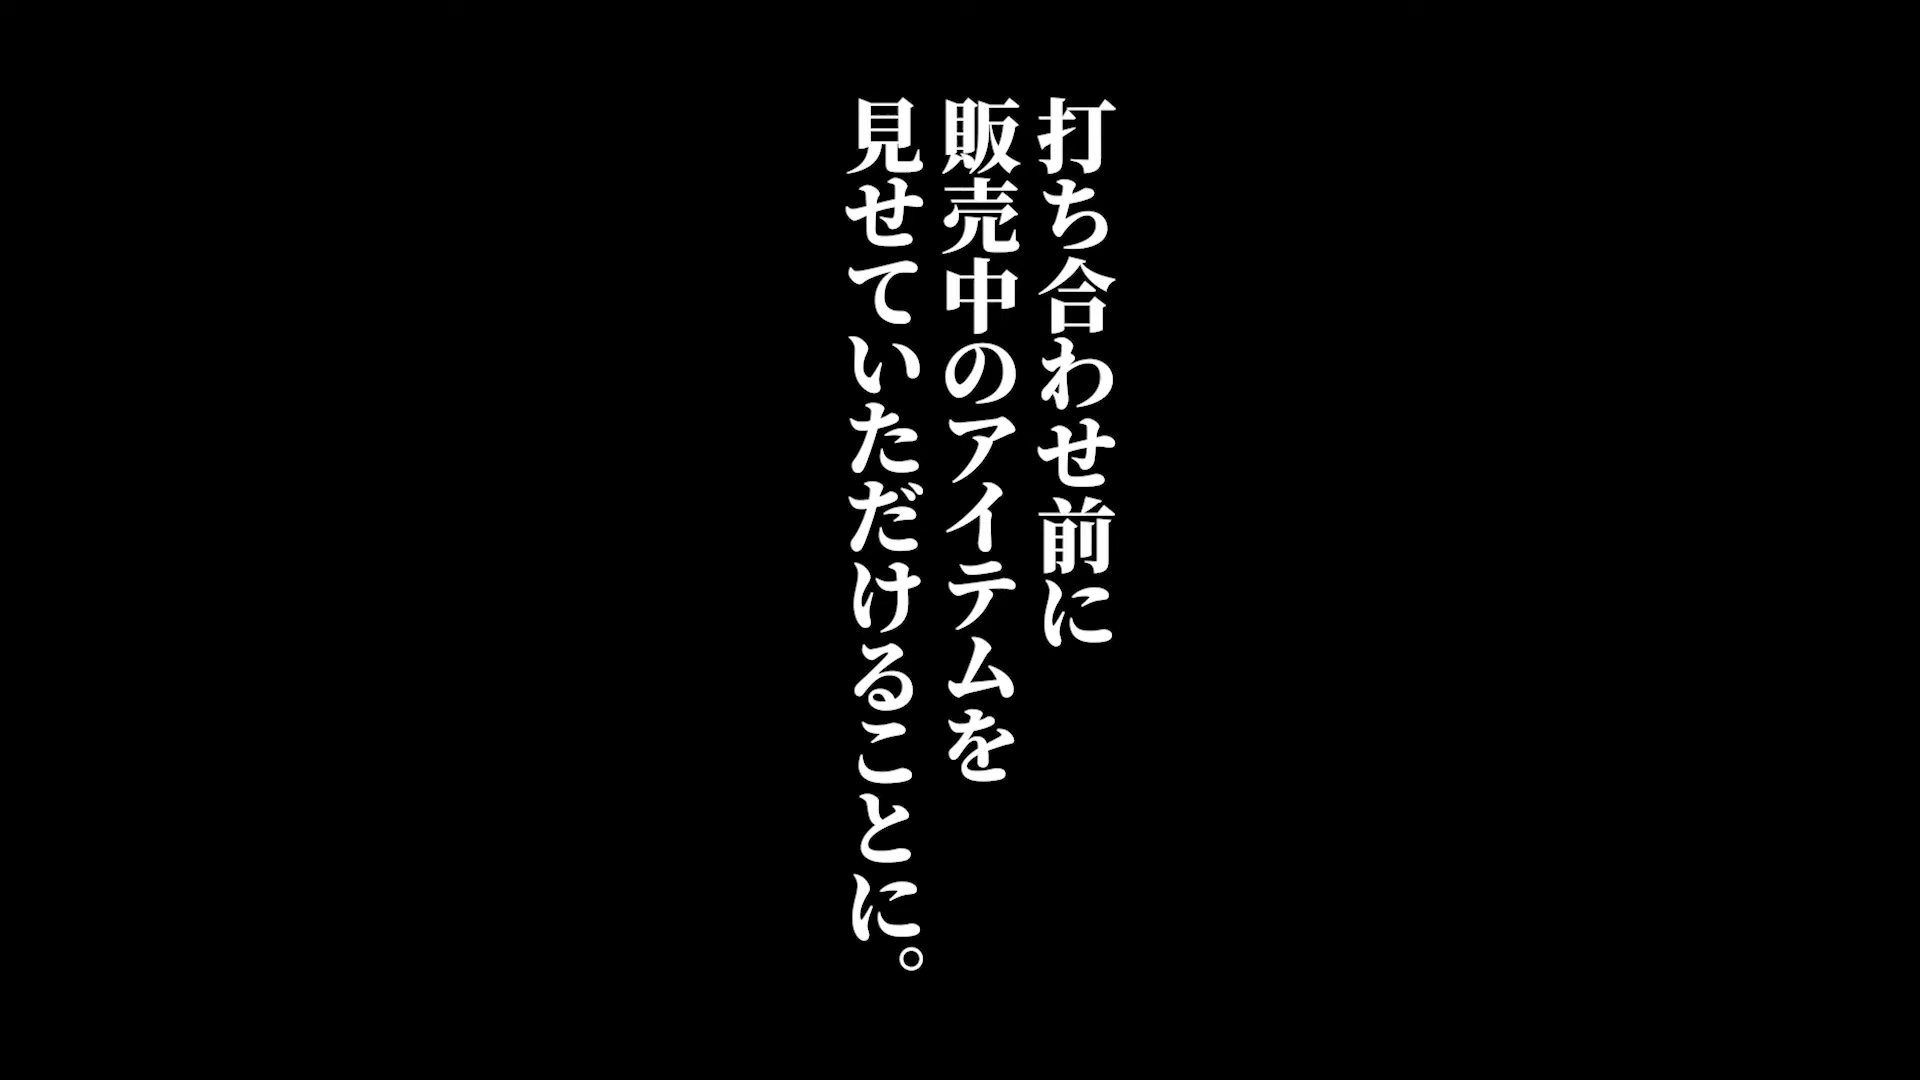 打ち合わせ前に
販売中のアイテムを
見せていただけることに。